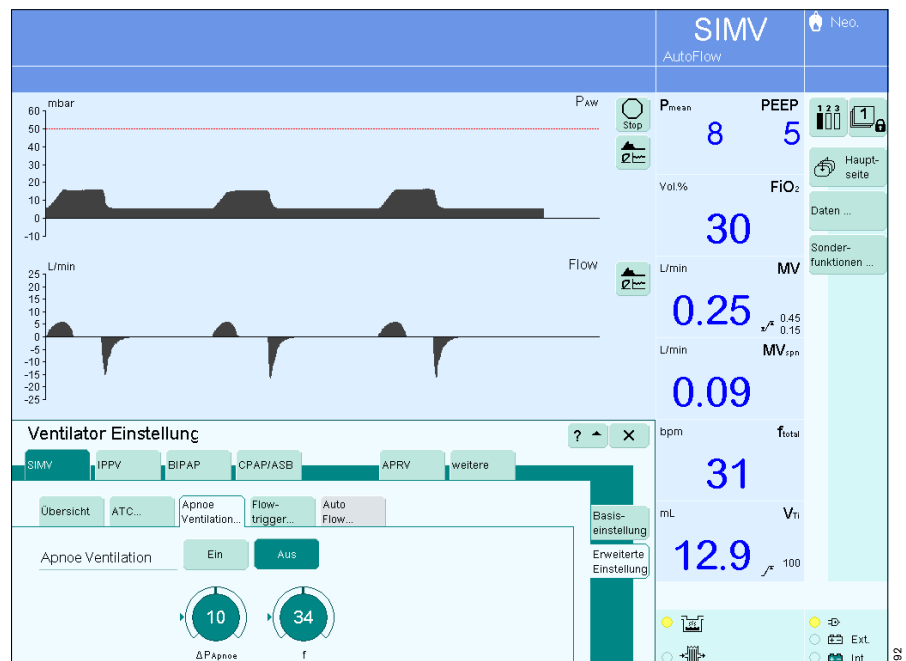 SIMV
AutoFlow
Neo.
mbar
PAW
60
50
40
30
20
10
0
-10
Stop
L/min
Flow
25
20
15
10
5
0
-5
-10
-15
-20
-25
Pmean PEEP
8 5
Vol.% FiO2
30
L/min MV
0.25 0.45
0.15
L/min MVspn
0.09
bpm ftotal
31
mL VTi
12.9 100
1 2 3 1
Haupt-
seite
Daten ...
Sonder-
funktionen ...
Ventilator Einstellung
? X
SIMV IPPV BIPAP CPAP/ASB APRV weitere
Übersicht ATC... Apnoe
Ventilation... Flow-
trigger... Auto
Flow...
Basis-
einstellung
Erweiterte
Einstellung
Apnoe Ventilation Ein Aus
10 34
ΔPApnoe f
Ext.
Int.
92